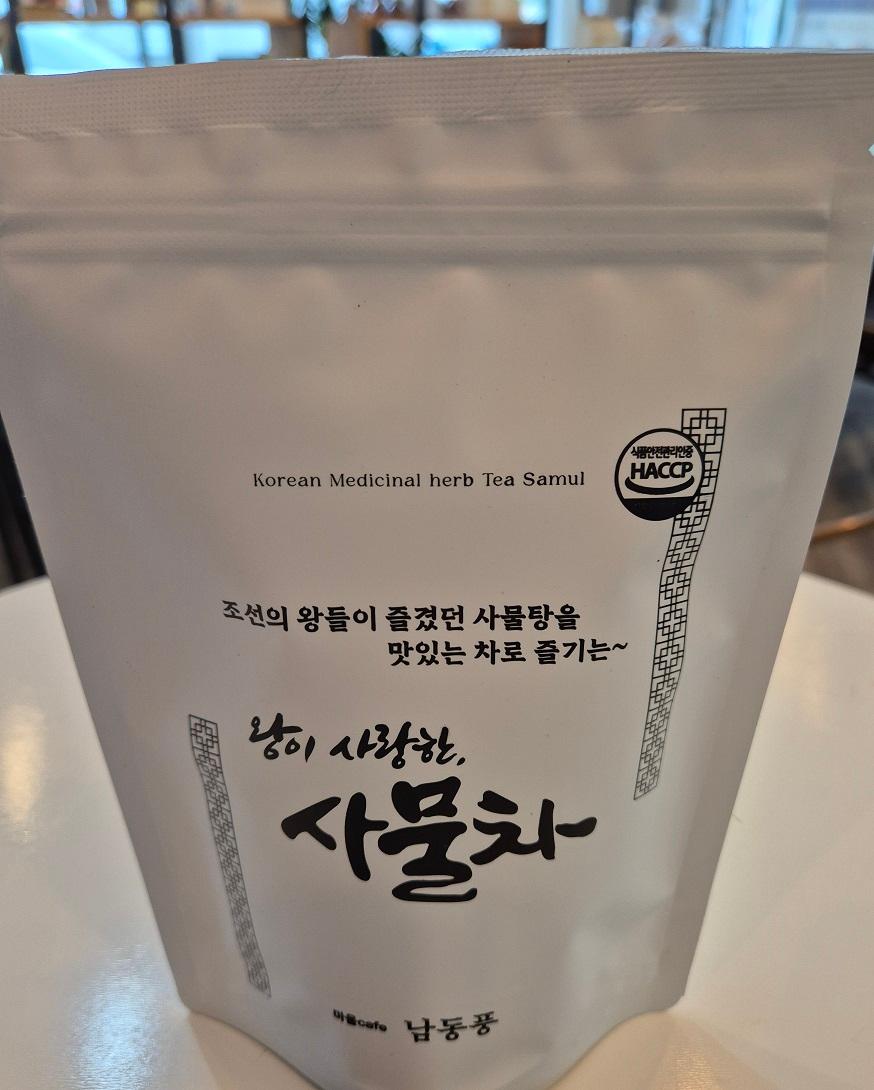 Korean Medicinal herb Tea Samul
식품안전관리인증
HACCP
조선의 왕들이 즐겼던 사물탕을
맛있는 차로 즐기는~
왕이 사랑한,
사물차
마을cafe 남동풍